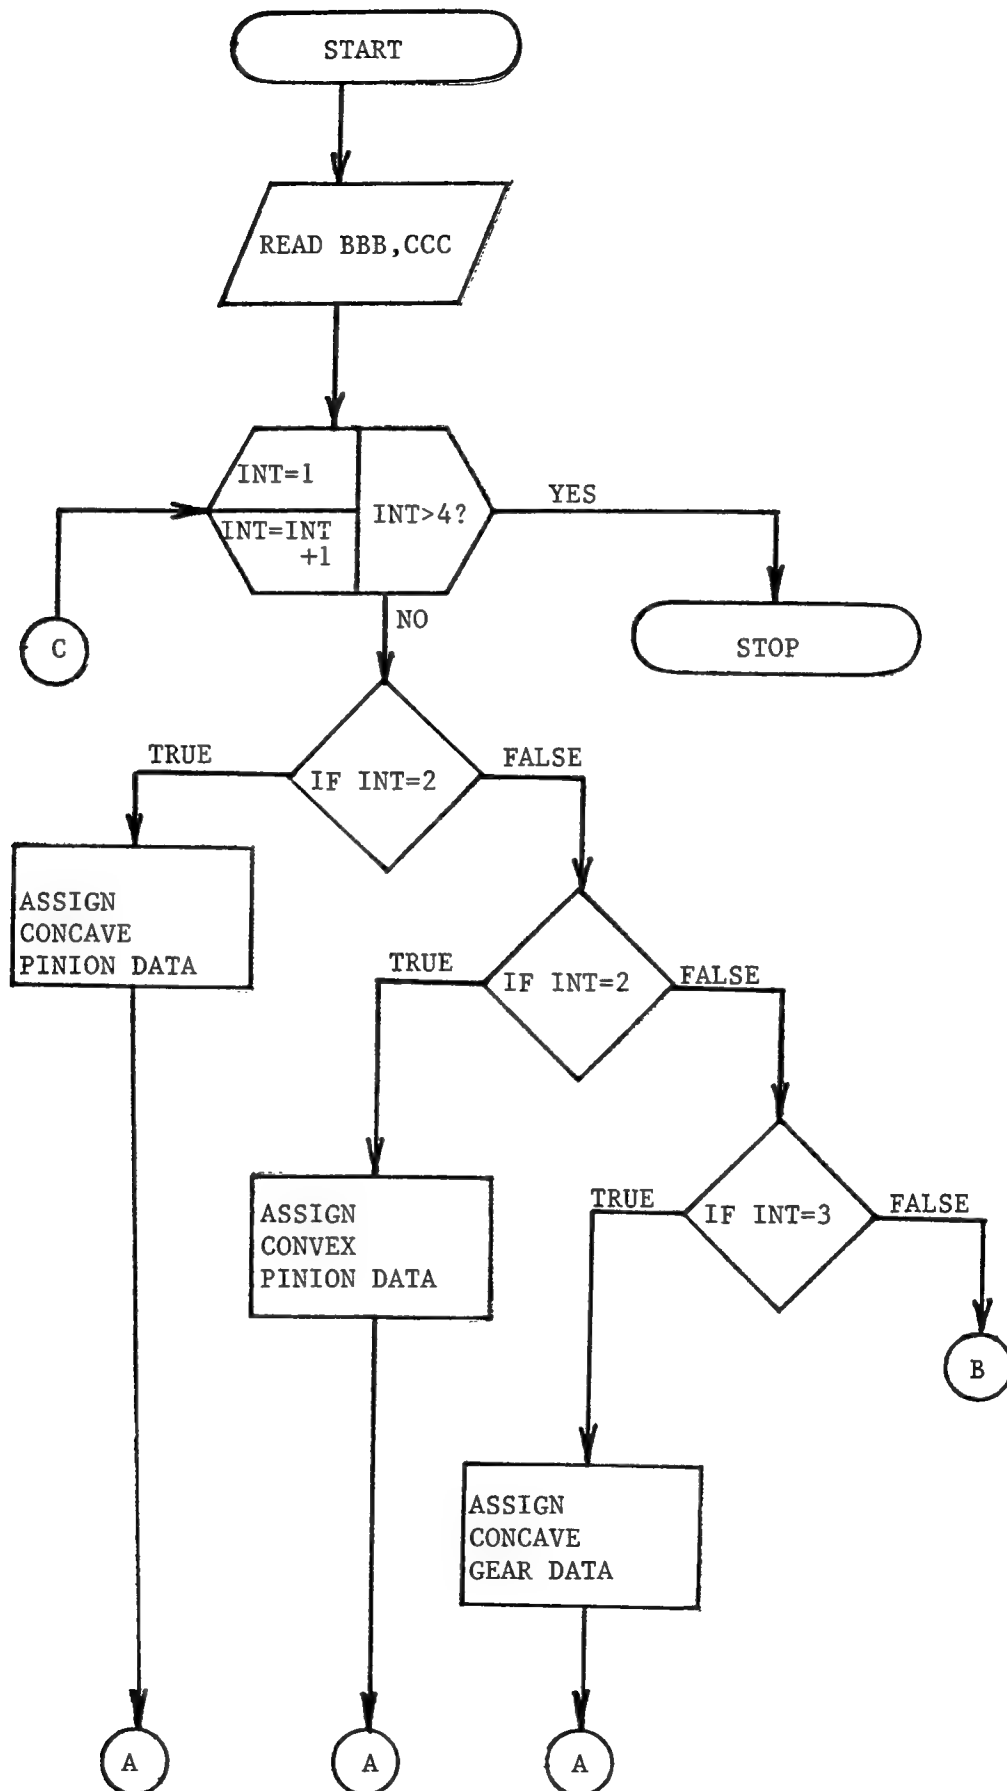 START
READ BBB,CCC
INT=1
INT=INT
+1
INT>4?
YES
NO
C
STOP
TRUE
IF INT=2
FALSE
ASSIGN
CONCAVE
PINION DATA
TRUE
IF INT=2
FALSE
ASSIGN
CONVEX
PINION DATA
TRUE
IF INT=3
FALSE
B
ASSIGN
CONCAVE
GEAR DATA
A
A
A